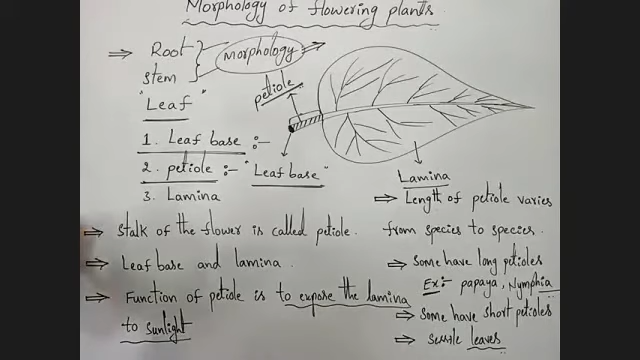 Morphology of flowering plants
⇒ Root
stem
morphology
"Leaf"
1. Leaf base :-
2. petiole :-
3. Lamina
petiole
"Leaf base"
Lamina
⇒ Stalk of the flower is called petiole.
⇒ Leaf base and lamina.
⇒ Function of petiole is to expose the lamina
to sunlight
⇒ Length of petiole varies
from species to species.
⇒ Some have long petioles
Ex:- papaya, Nymphia
⇒ Some have short petioles
⇒ sessile leaves